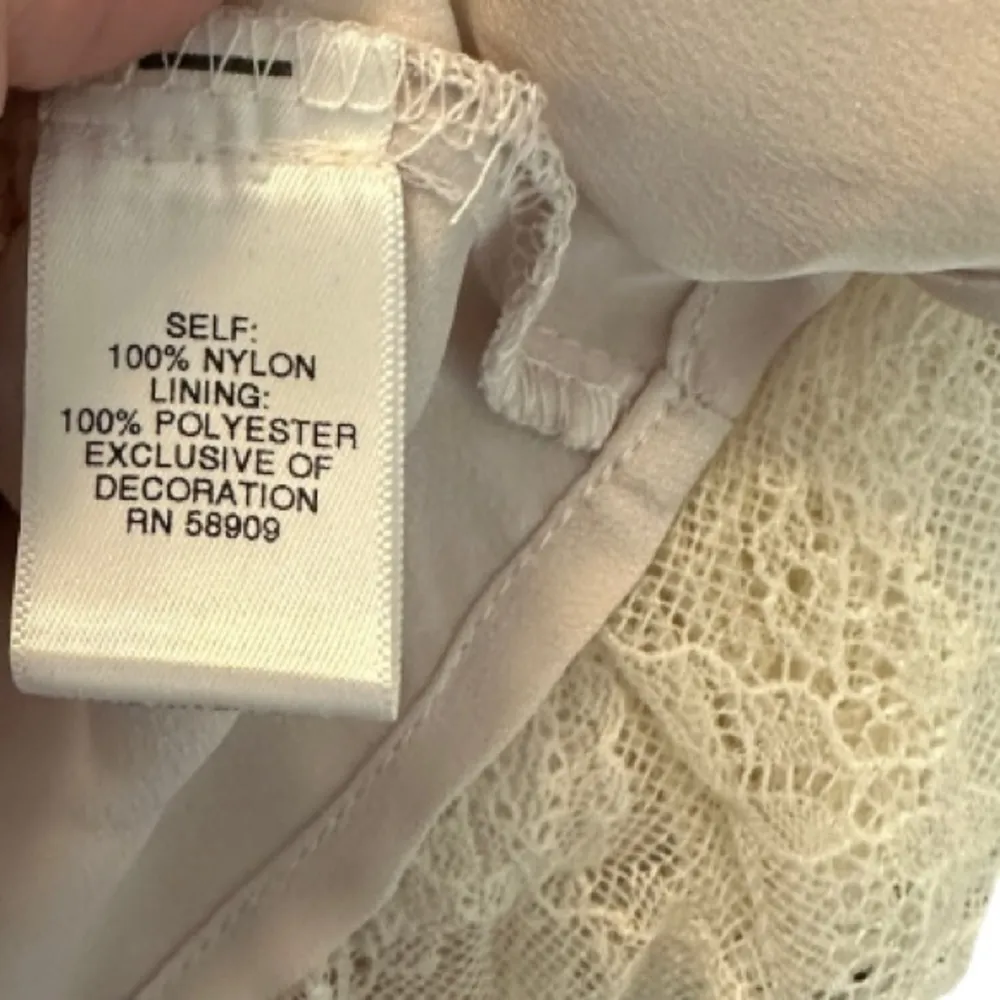 SELF:
100% NYLON
LINING:
100% POLYESTER
EXCLUSIVE OF
DECORATION
RN 58909